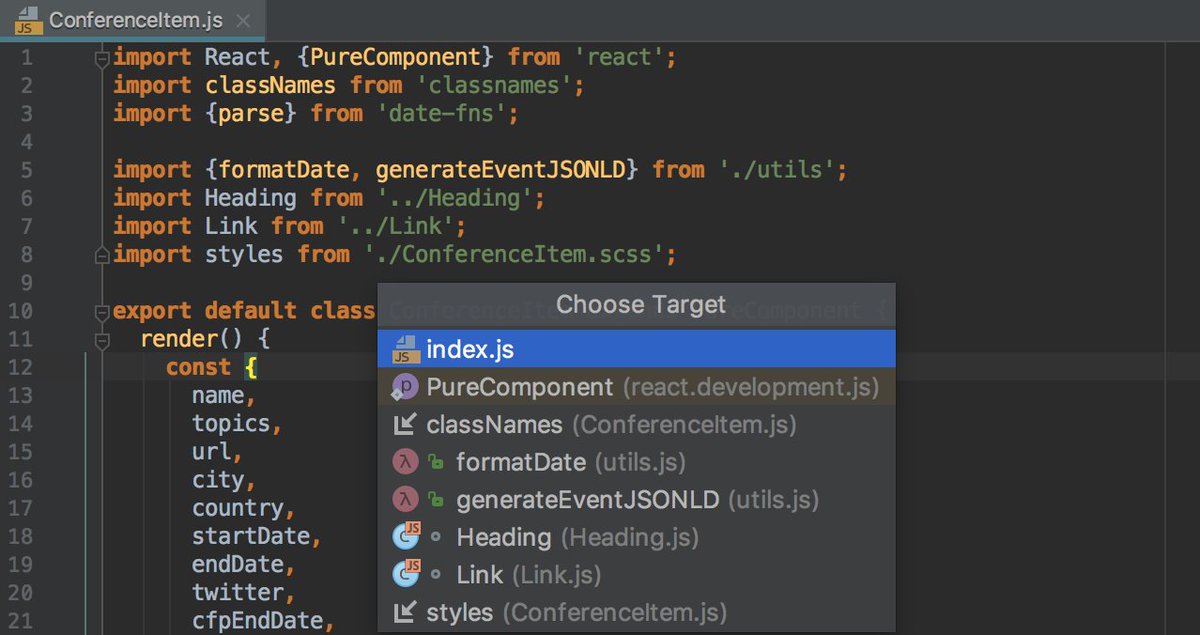 ConferenceItem.js
1 import React, {PureComponent} from 'react';
2 import classNames from 'classnames';
3 import {parse} from 'date-fns';
4
5 import {formatDate, generateEventJSONLD} from './utils';
6 import Heading from '../Heading';
7 import Link from '../Link';
8 import styles from './ConferenceItem.scss';
9
10 export default class ConferenceItem PureComponent {
11 render() {
12 const {
13 name,
14 topics,
15 url,
16 city,
17 country,
18 startDate,
19 endDate,
20 twitter,
21 cfpEndDate,
Choose Target
JS index.js
p PureComponent (react.development.js)
classNames (ConferenceItem.js)
λ formatDate (utils.js)
λ generateEventJSONLD (utils.js)
C JS Heading (Heading.js)
C JS Link (Link.js)
styles (ConferenceItem.js)